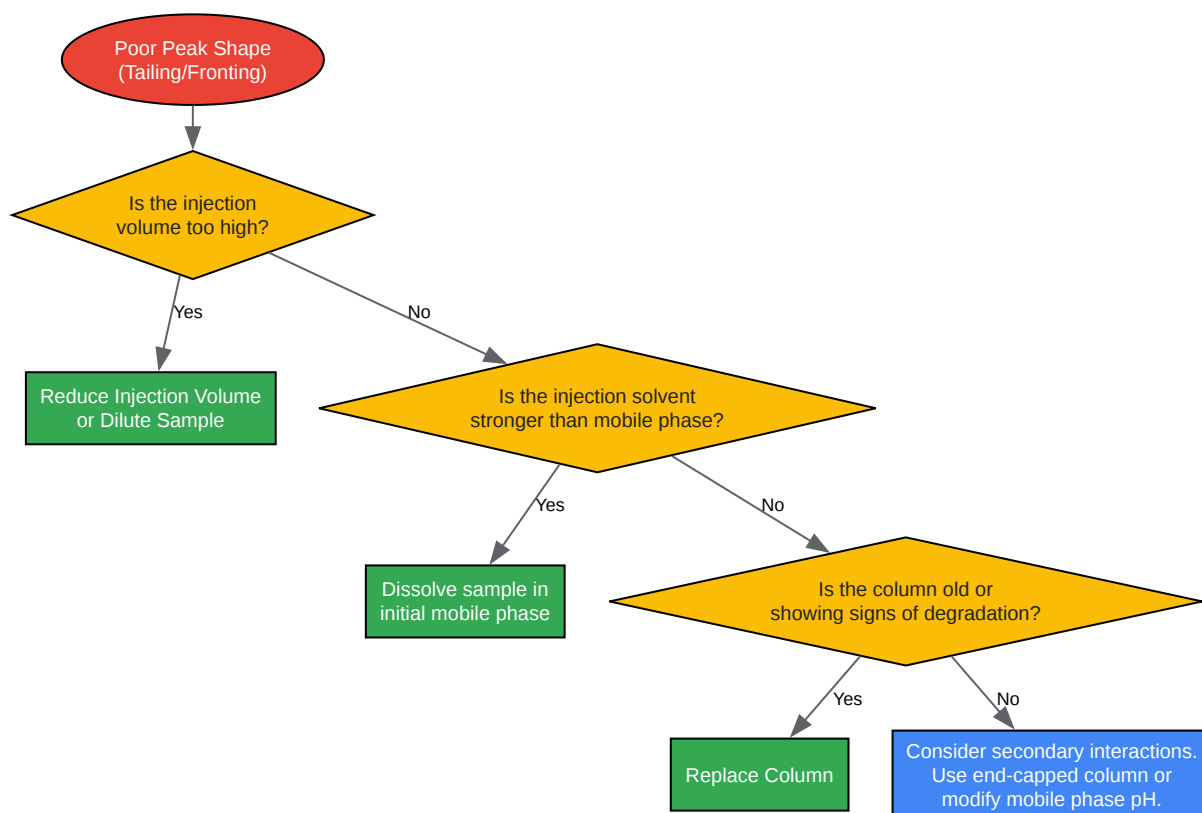 Poor Peak Shape
(Tailing/Fronting)
Is the injection
volume too high?
Yes
No
Reduce Injection Volume
or Dilute Sample
Is the injection solvent
stronger than mobile phase?
Yes
No
Dissolve sample in
initial mobile phase
Is the column old or
showing signs of degradation?
Yes
No
Replace Column
Consider secondary interactions.
Use end-capped column or
modify mobile phase pH.